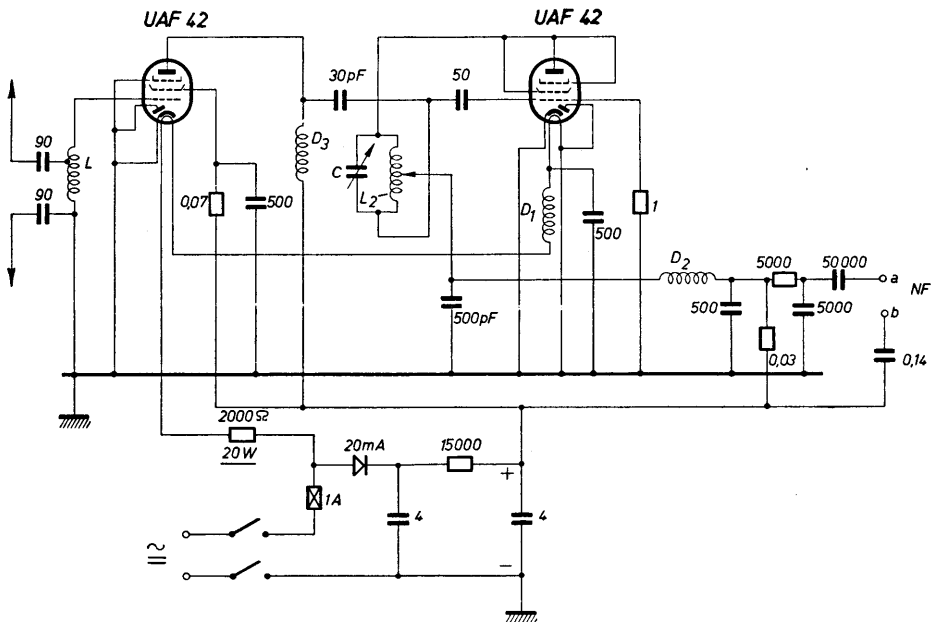 UAF 42
UAF 42
30pF
50
90
L
D3
C
L2
90
0,07
500
D1
500
1
D2
5000
50000
a
NF
500pF
500
5000
b
0,03
0,14
2000Ω
20W
20mA
15000
+
1A
4
4
≂
−